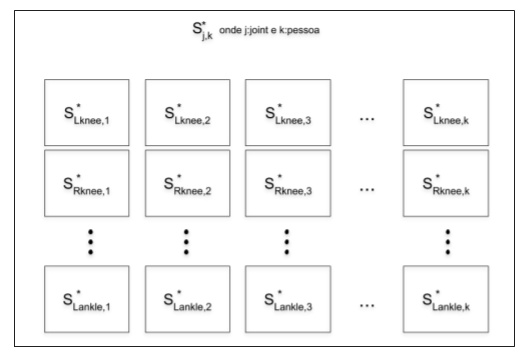 S*j,k onde j:joint e k:pessoa
S*Lknee,1 S*Lknee,2 S*Lknee,3 ... S*Lknee,k
S*Rknee,1 S*Rknee,2 S*Rknee,3 ... S*Rknee,k
S*Lankle,1 S*Lankle,2 S*Lankle,3 ... S*Lankle,k